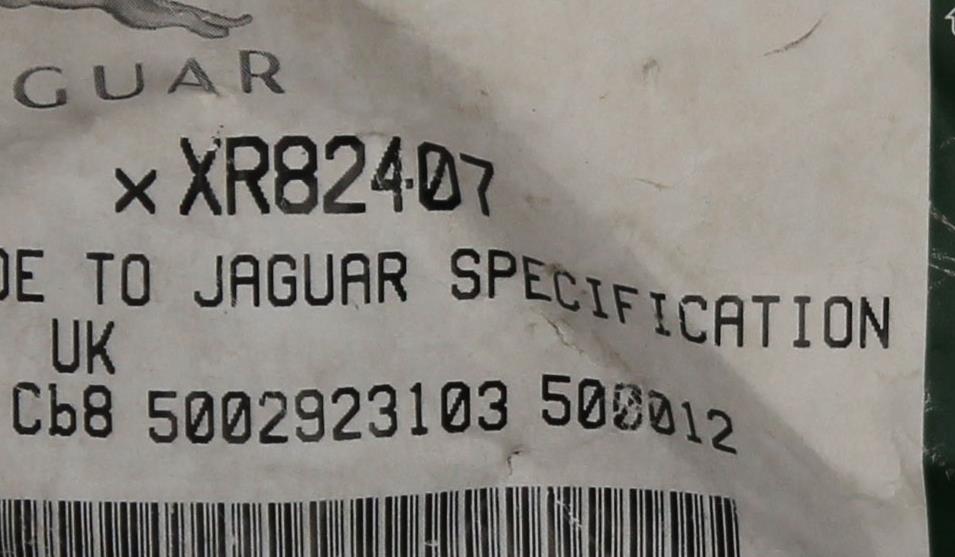 GUAR
x XR82407
DE TO JAGUAR SPECIFICATION
UK
Cb8 5002923103 500012